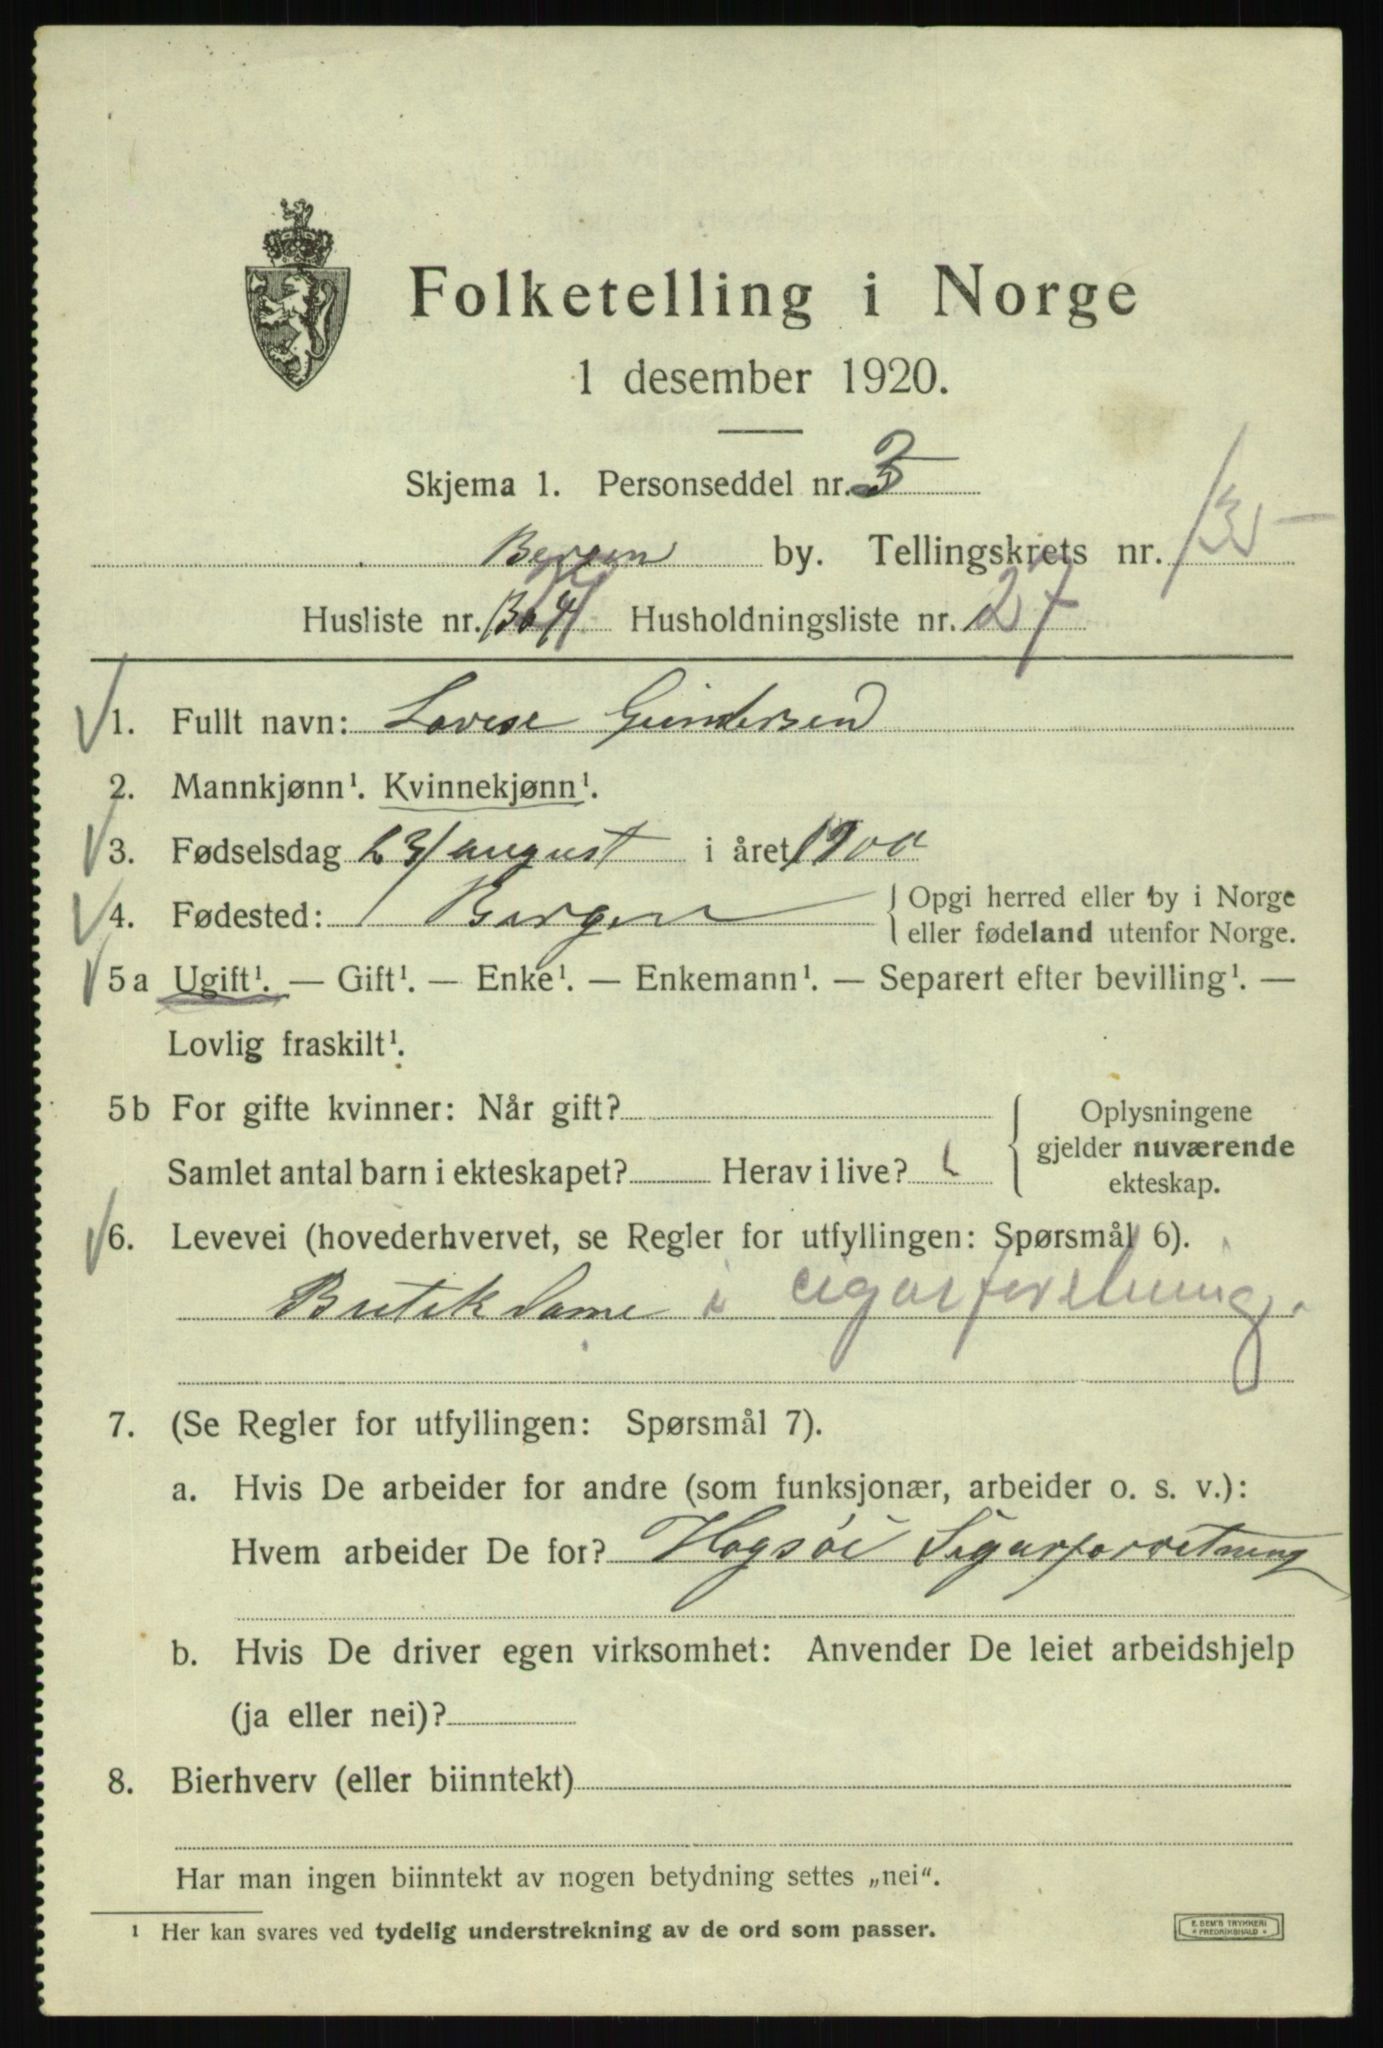 Folketelling i Norge
1 desember 1920.
Skjema 1. Personseddel nr. 3
Bergen by. Tellingskrets nr. 135
Husliste nr. Husholdningsliste nr. 27
1. Fullt navn: Lovise Gundersen
2. Mannkjønn¹. Kvinnekjønn¹.
3. Fødselsdag 23/ august i året 1900
4. Fødested: Bergen { Opgi herred eller by i Norge
eller fødeland utenfor Norge.
5a Ugift¹. — Gift¹. — Enke¹. — Enkemann¹. — Separert efter bevilling¹. —
Lovlig fraskilt¹.
5b For gifte kvinner: Når gift? { Oplysningene
gjelder nuværende
Samlet antal barn i ekteskapet? Herav i live? ekteskap.
6. Levevei (hovederhvervet, se Regler for utfyllingen: Spørsmål 6).
Butikdame i cigarforretning.
7. (Se Regler for utfyllingen: Spørsmål 7).
a. Hvis De arbeider for andre (som funksjonær, arbeider o. s. v.):
Hvem arbeider De for? Hogsöi Sigarforretning
b. Hvis De driver egen virksomhet: Anvender De leiet arbeidshjelp
(ja eller nei)?
8. Bierhverv (eller biinntekt)
Har man ingen biinntekt av nogen betydning settes „nei“.
¹ Her kan svares ved tydelig understrekning av de ord som passer.
E. SEM'S TRYKKERI
* FREDRIKSHALD *